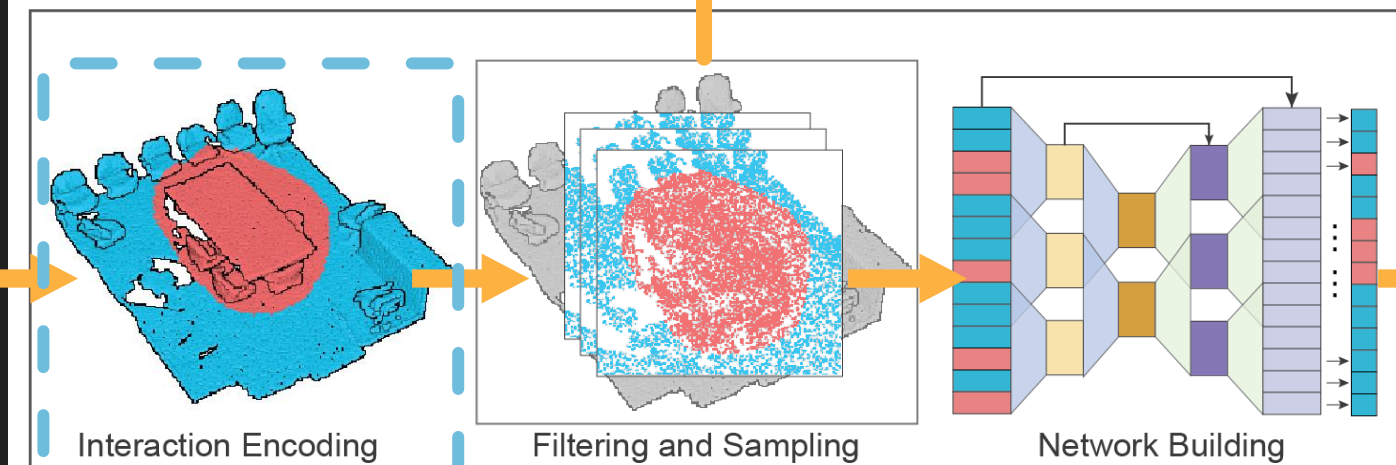 Interaction Encoding
Filtering and Sampling
Network Building